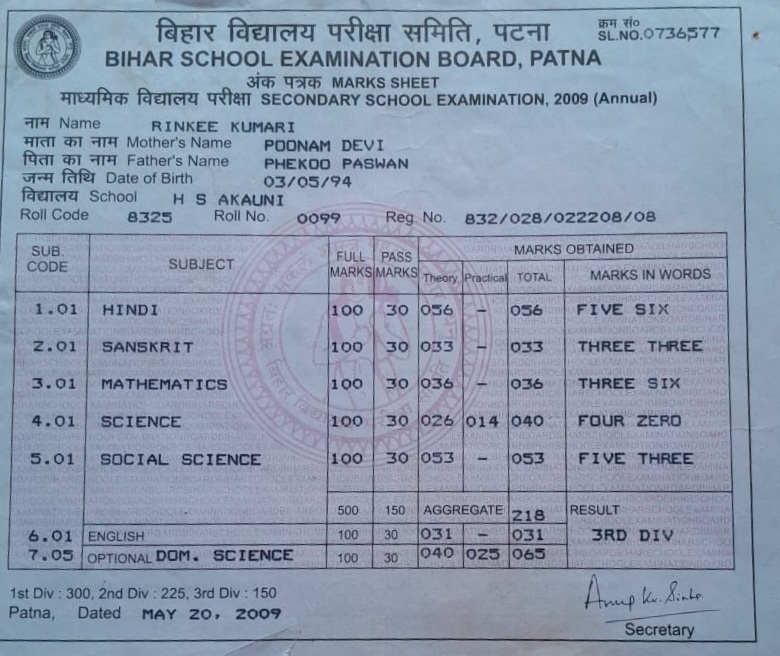 बिहार विद्यालय परीक्षा समिति, पटना
क्रम सं०
SL.NO.0736577
BIHAR SCHOOL EXAMINATION BOARD, PATNA
अंक पत्रक MARKS SHEET
माध्यमिक विद्यालय परीक्षा SECONDARY SCHOOL EXAMINATION, 2009 (Annual)
नाम Name RINKEE KUMARI
माता का नाम Mother's Name POONAM DEVI
पिता का नाम Father's Name PHEKOO PASWAN
जन्म तिथि Date of Birth 03/05/94
विद्यालय School H S AKAUNI
Roll Code 8325 Roll No. 0099 Reg. No. 832/028/022208/08
SUB. CODE SUBJECT FULL MARKS PASS MARKS MARKS OBTAINED
Theory Practical TOTAL MARKS IN WORDS
1.01 HINDI 100 30 056 - 056 FIVE SIX
2.01 SANSKRIT 100 30 033 - 033 THREE THREE
3.01 MATHEMATICS 100 30 036 - 036 THREE SIX
4.01 SCIENCE 100 30 026 014 040 FOUR ZERO
5.01 SOCIAL SCIENCE 100 30 053 - 053 FIVE THREE
500 150 AGGREGATE 218 RESULT
6.01 ENGLISH 100 30 031 - 031 3RD DIV
7.05 OPTIONAL DOM. SCIENCE 100 30 040 025 065
1st Div : 300, 2nd Div : 225, 3rd Div : 150
Patna, Dated MAY 20, 2009
Secretary